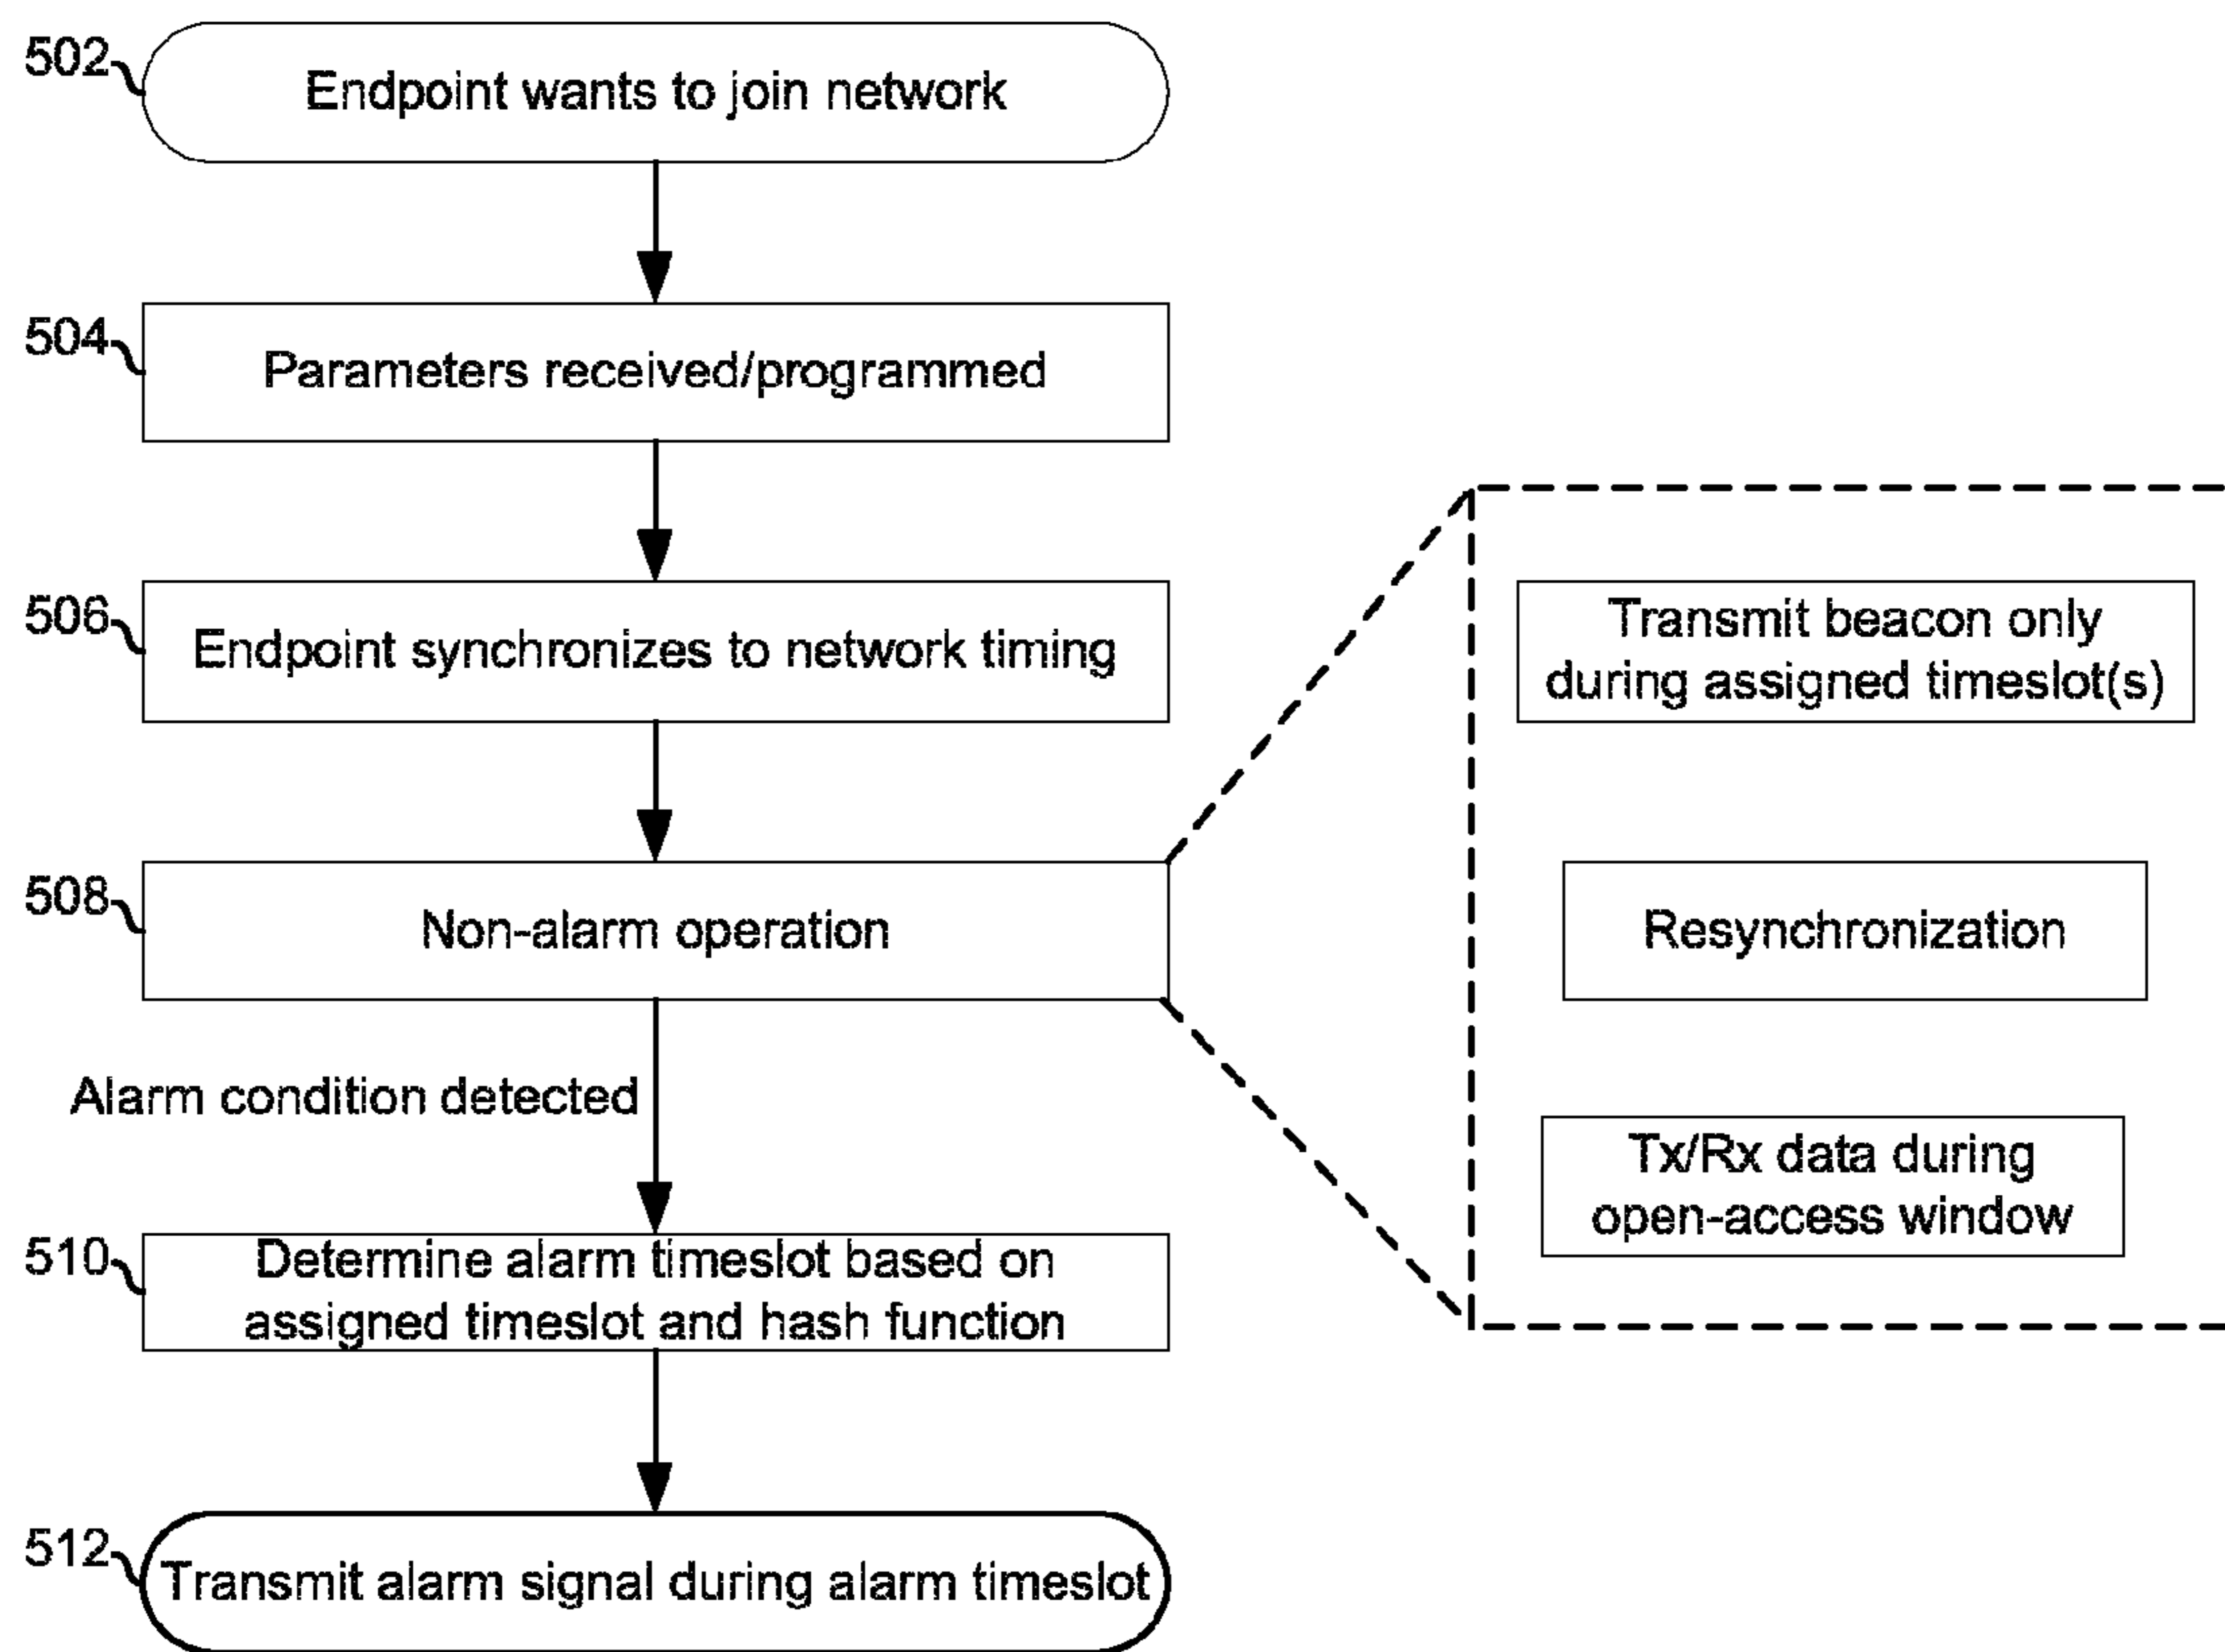 502
Endpoint wants to join network
504
Parameters received/programmed
506
Endpoint synchronizes to network timing
508
Non-alarm operation
Alarm condition detected
510
Determine alarm timeslot based on
assigned timeslot and hash function
512
Transmit alarm signal during alarm timeslot
Transmit beacon only
during assigned timeslot(s)
Resynchronization
Tx/Rx data during
open-access window